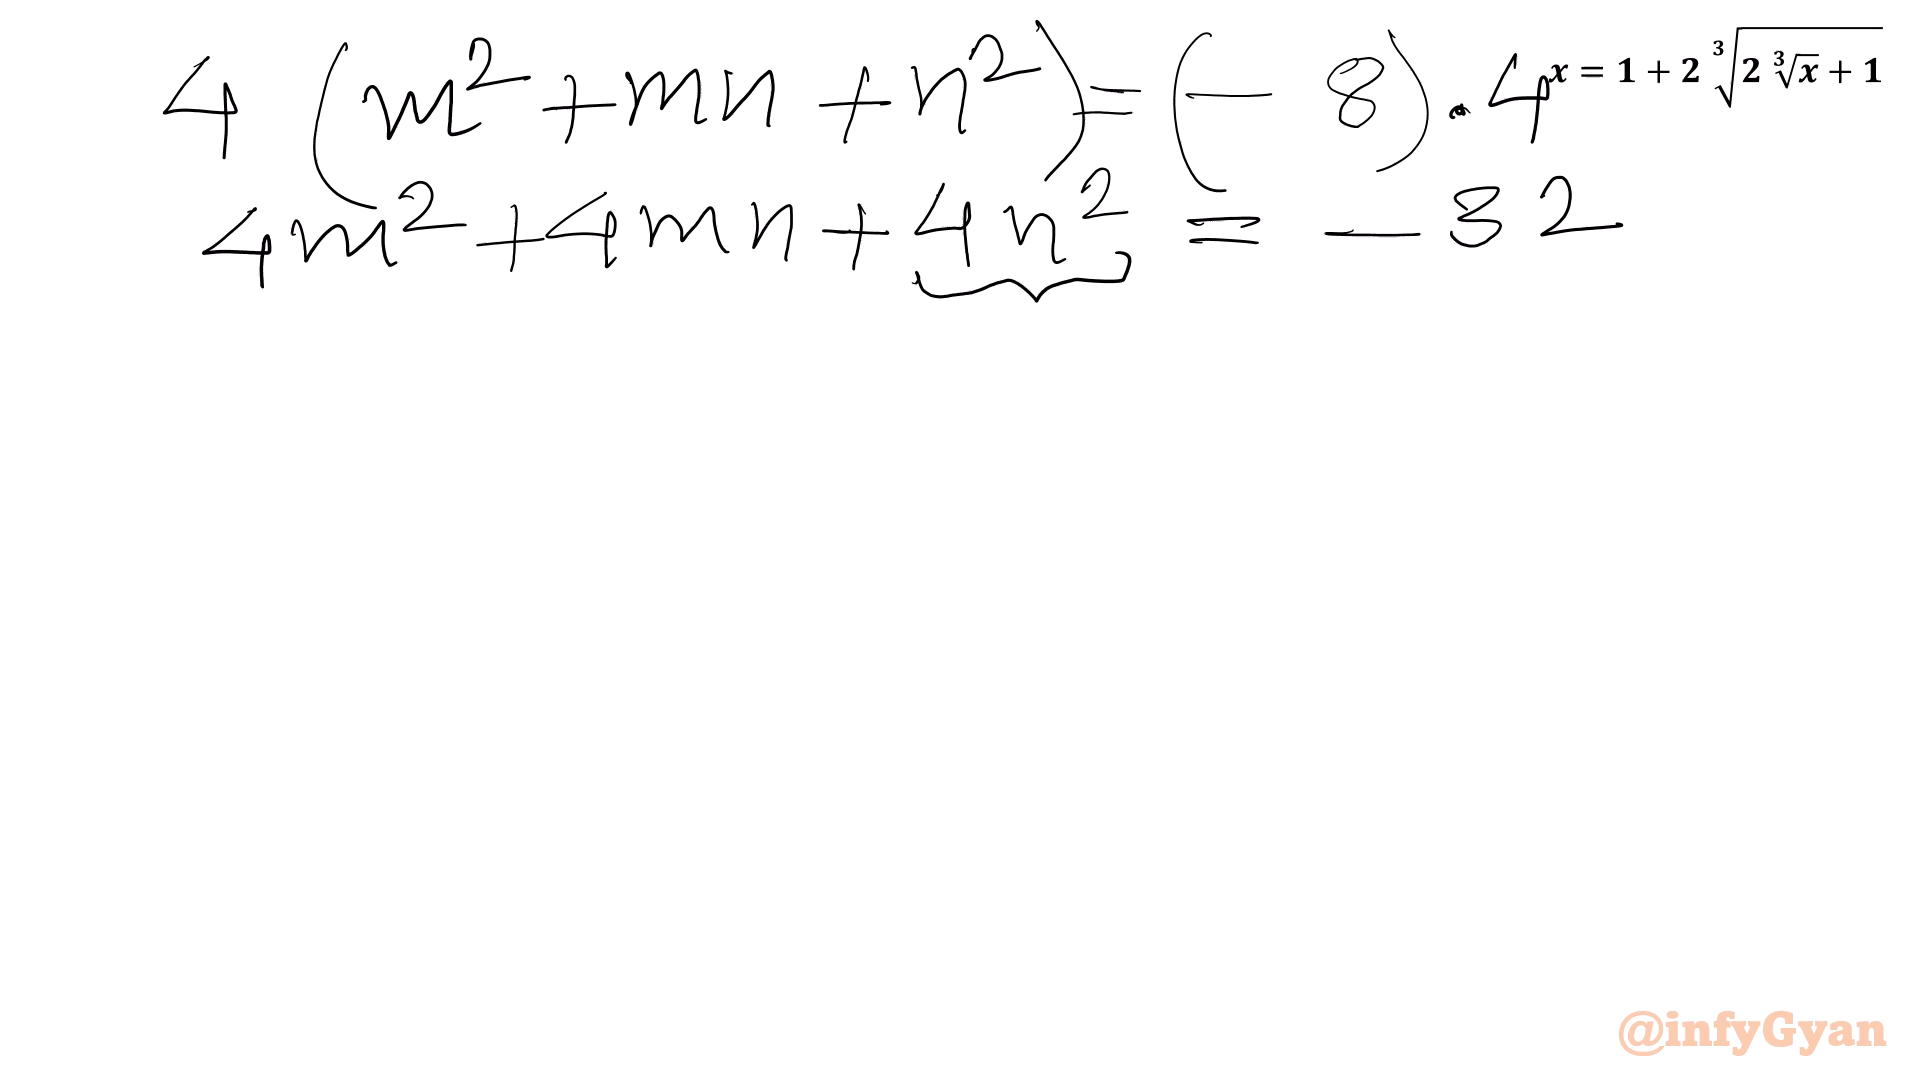 4 (m² + mn + n²) = (- 8) . 4
x = 1 + 2 ∛(2 ∛x + 1)
4m² + 4mn + 4n² = - 32
@infyGyan